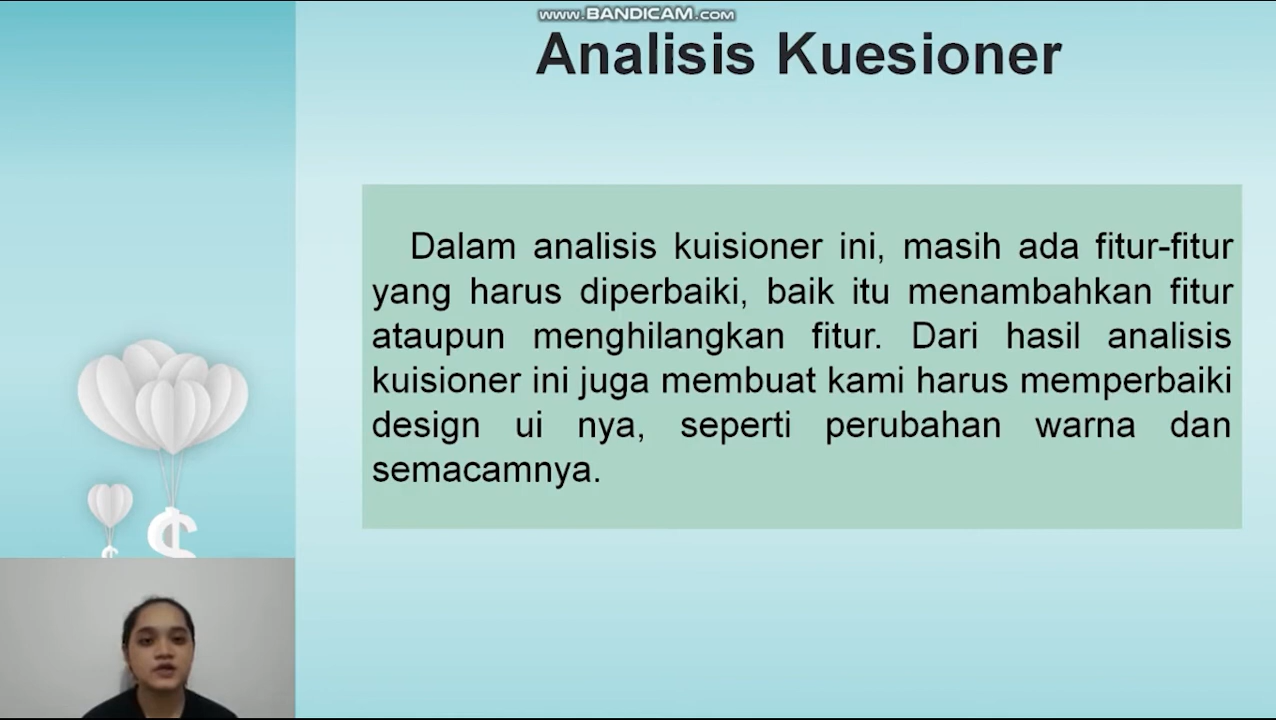 www.BANDICAM.com
Analisis Kuesioner
Dalam analisis kuisioner ini, masih ada fitur-fitur
yang harus diperbaiki, baik itu menambahkan fitur
ataupun menghilangkan fitur. Dari hasil analisis
kuisioner ini juga membuat kami harus memperbaiki
design ui nya, seperti perubahan warna dan
semacamnya.